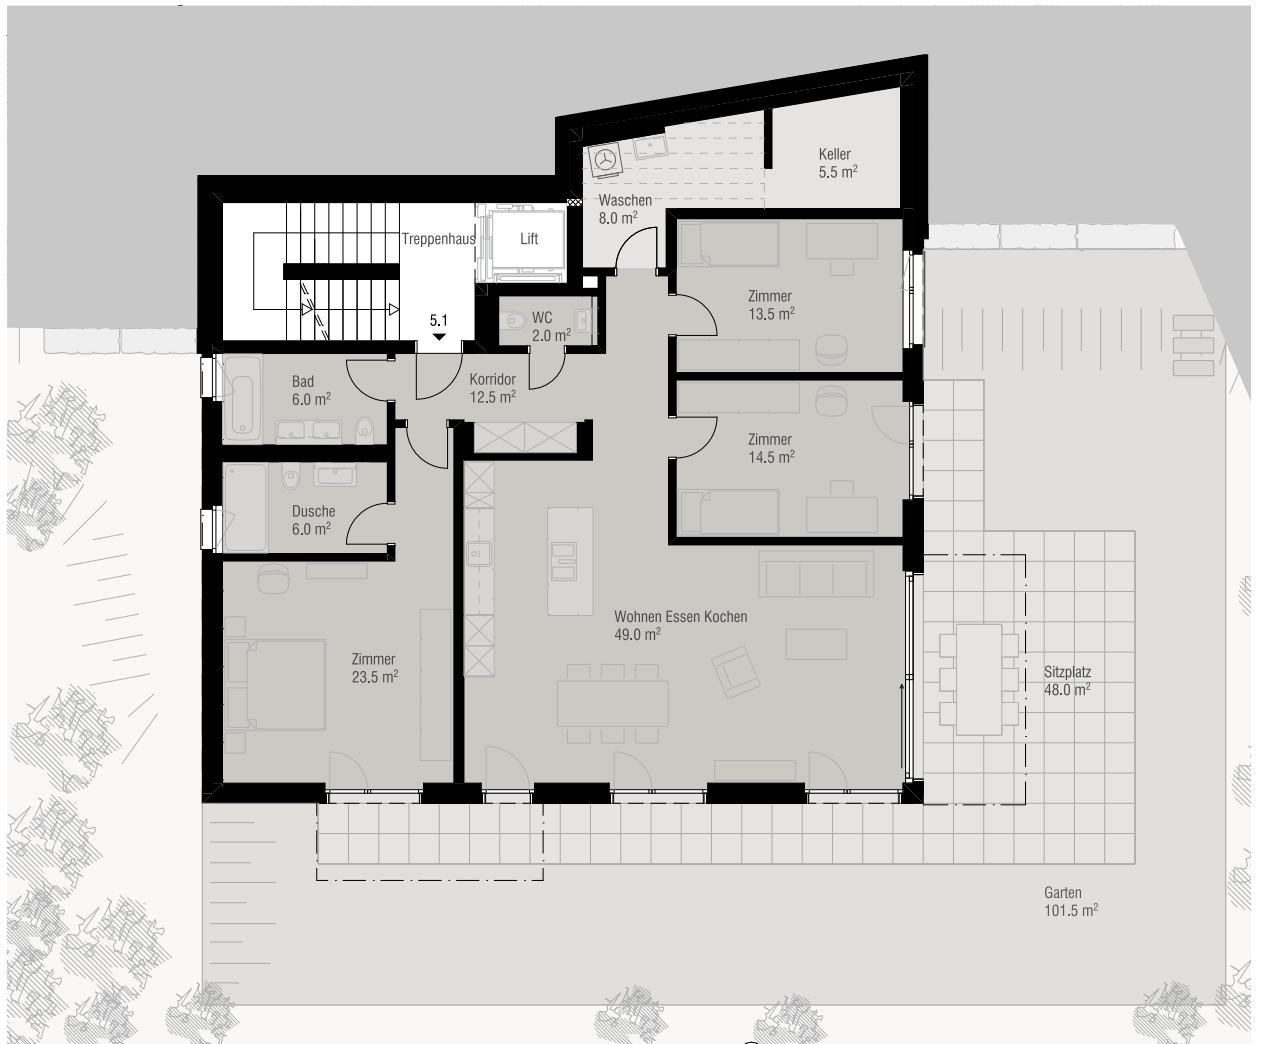 Keller
5.5 m²
Waschen
8.0 m²
Treppenhaus
Lift
Zimmer
13.5 m²
WC
2.0 m²
5.1
Bad
6.0 m²
Korridor
12.5 m²
Zimmer
14.5 m²
Dusche
6.0 m²
Wohnen Essen Kochen
49.0 m²
Zimmer
23.5 m²
Sitzplatz
48.0 m²
Garten
101.5 m²